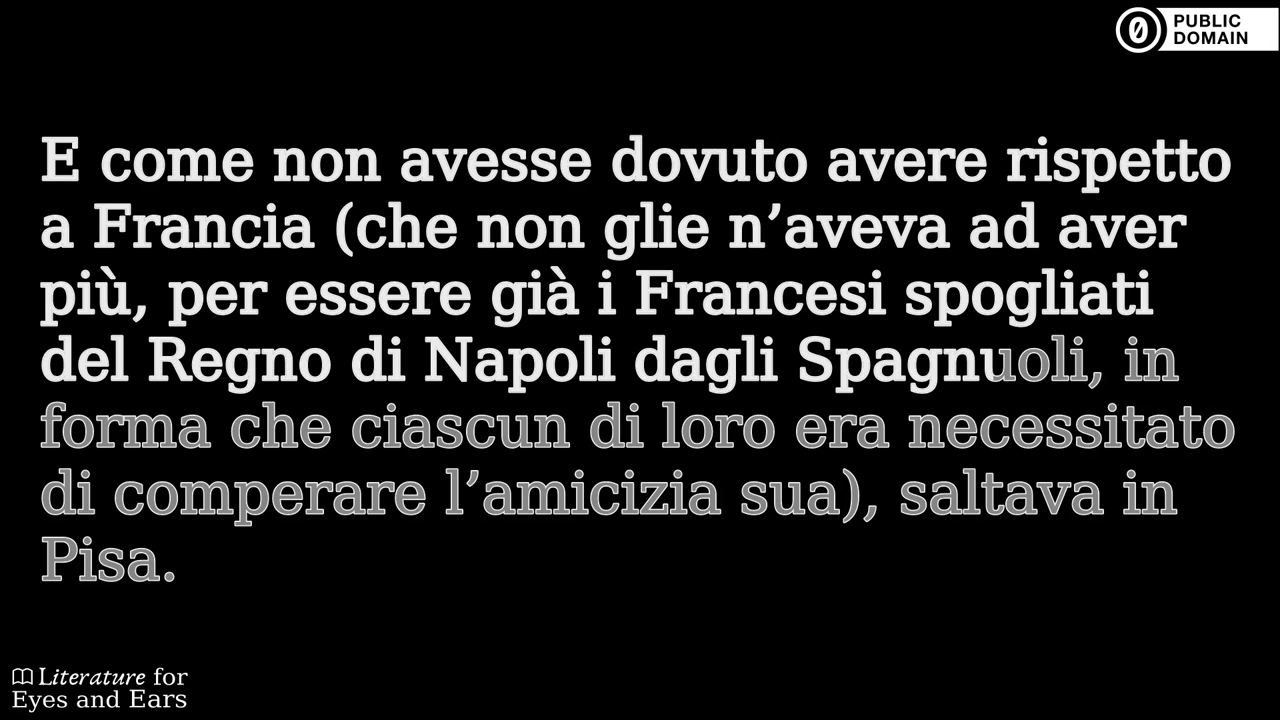 PUBLIC
DOMAIN
E come non avesse dovuto avere rispetto
a Francia (che non glie n’aveva ad aver
più, per essere già i Francesi spogliati
del Regno di Napoli dagli Spagnuoli, in
forma che ciascun di loro era necessitato
di comperare l’amicizia sua), saltava in
Pisa.
Literature for
Eyes and Ears